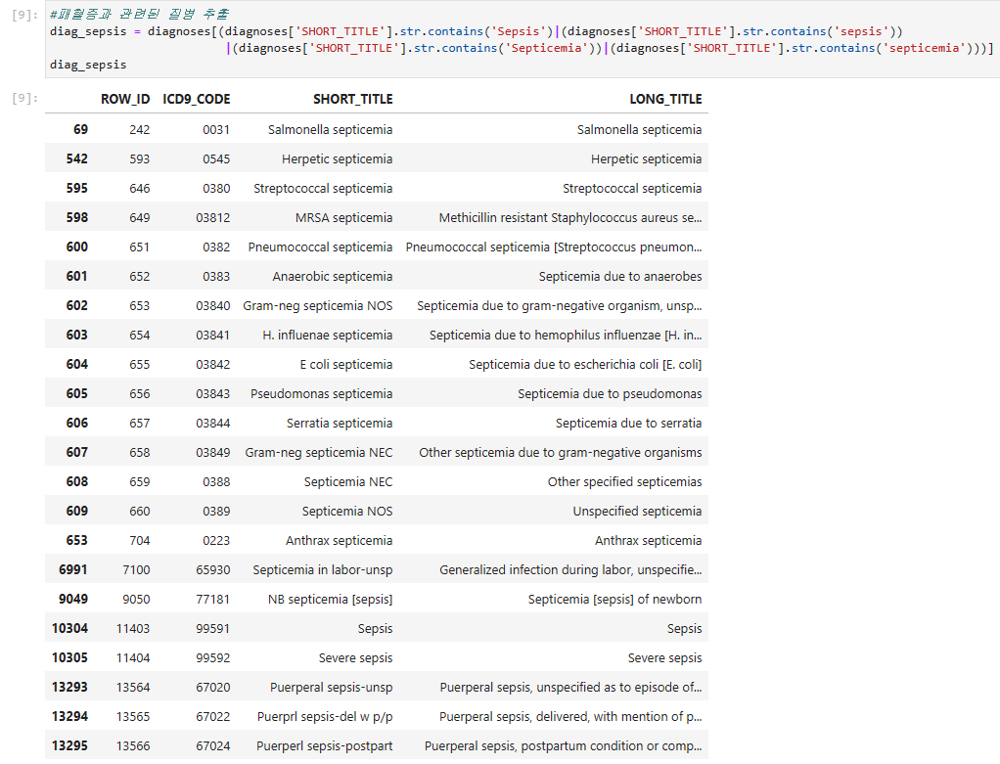 [9]: #패혈증과 관련된 질병 추출
diag_sepsis = diagnoses[(diagnoses['SHORT_TITLE'].str.contains('Sepsis')|(diagnoses['SHORT_TITLE'].str.contains('sepsis'))
|(diagnoses['SHORT_TITLE'].str.contains('Septicemia'))|(diagnoses['SHORT_TITLE'].str.contains('septicemia')))]
diag_sepsis
[9]: ROW_ID ICD9_CODE SHORT_TITLE LONG_TITLE
69 242 0031 Salmonella septicemia Salmonella septicemia
542 593 0545 Herpetic septicemia Herpetic septicemia
595 646 0380 Streptococcal septicemia Streptococcal septicemia
598 649 03812 MRSA septicemia Methicillin resistant Staphylococcus aureus se...
600 651 0382 Pneumococcal septicemia Pneumococcal septicemia [Streptococcus pneumon...
601 652 0383 Anaerobic septicemia Septicemia due to anaerobes
602 653 03840 Gram-neg septicemia NOS Septicemia due to gram-negative organism, unsp...
603 654 03841 H. influenae septicemia Septicemia due to hemophilus influenzae [H. in...
604 655 03842 E coli septicemia Septicemia due to escherichia coli [E. coli]
605 656 03843 Pseudomonas septicemia Septicemia due to pseudomonas
606 657 03844 Serratia septicemia Septicemia due to serratia
607 658 03849 Gram-neg septicemia NEC Other septicemia due to gram-negative organisms
608 659 0388 Septicemia NEC Other specified septicemias
609 660 0389 Septicemia NOS Unspecified septicemia
653 704 0223 Anthrax septicemia Anthrax septicemia
6991 7100 65930 Septicemia in labor-unsp Generalized infection during labor, unspecifie...
9049 9050 77181 NB septicemia [sepsis] Septicemia [sepsis] of newborn
10304 11403 99591 Sepsis Sepsis
10305 11404 99592 Severe sepsis Severe sepsis
13293 13564 67020 Puerperal sepsis-unsp Puerperal sepsis, unspecified as to episode of...
13294 13565 67022 Puerprl sepsis-del w p/p Puerperal sepsis, delivered, with mention of p...
13295 13566 67024 Puerperl sepsis-postpart Puerperal sepsis, postpartum condition or comp...